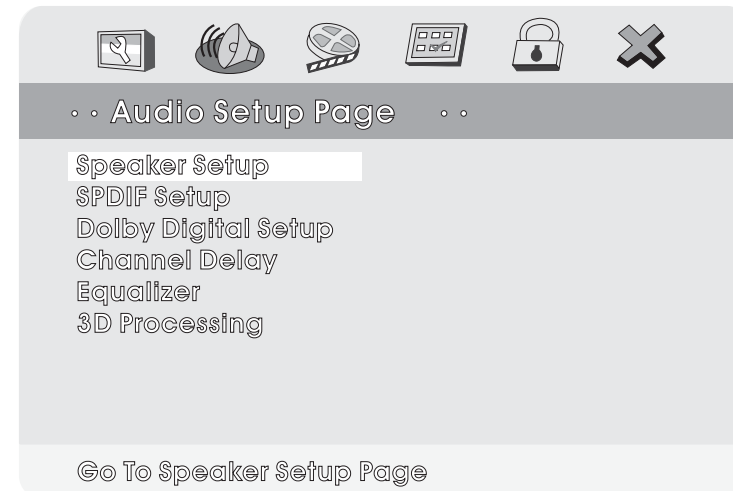 ·· Audio Setup Page ··
Speaker Setup
SPDIF Setup
Dolby Digital Setup
Channel Delay
Equalizer
3D Processing
Go To Speaker Setup Page